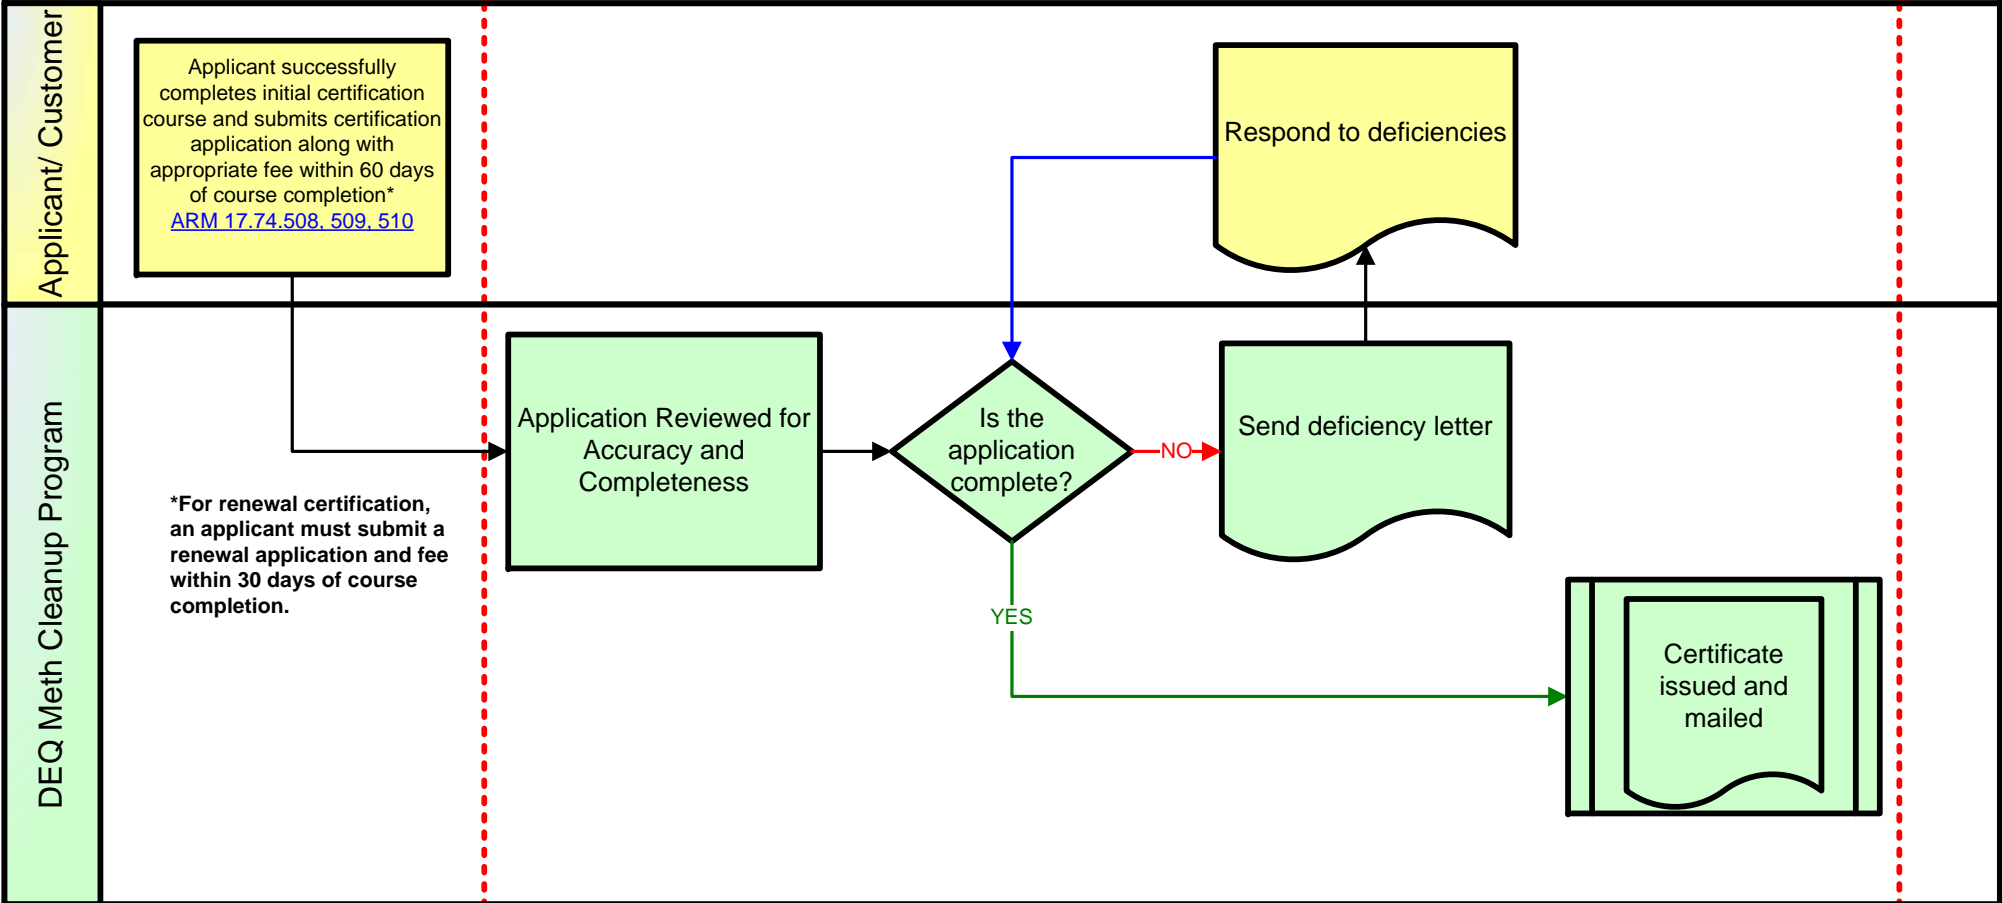 Applicant/ Customer
Applicant successfully
completes initial certification
course and submits certification
application along with
appropriate fee within 60 days
of course completion*
ARM 17.74.508, 509, 510
Respond to deficiencies
DEQ Meth Cleanup Program
Application Reviewed for
Accuracy and
Completeness
Is the
application
complete?
NO
Send deficiency letter
*For renewal certification,
an applicant must submit a
renewal application and fee
within 30 days of course
completion.
YES
Certificate
issued and
mailed